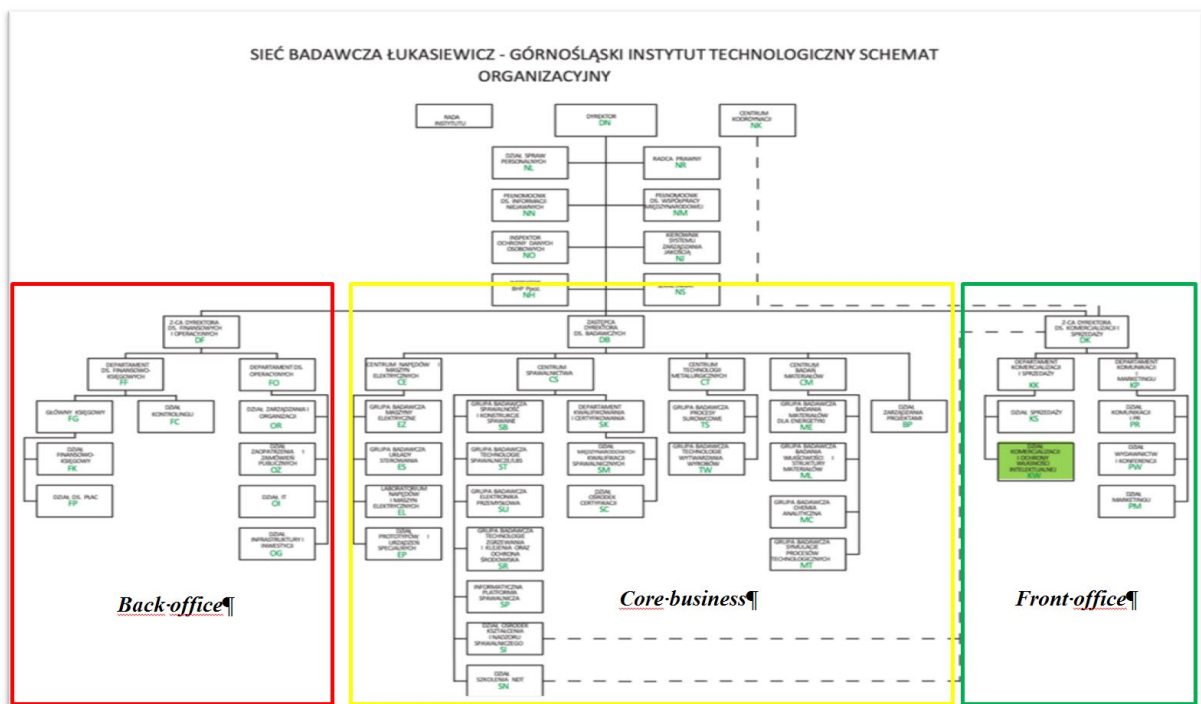 SIEĆ BADAWCZA ŁUKASIEWICZ - GÓRNOŚLĄSKI INSTYTUT TECHNOLOGICZNY SCHEMAT
ORGANIZACYJNY
RADA
INSTYTUTU
DYREKTOR
DN
CENTRUM
KOORDYNACJI
NK
DZIAŁ SPRAW
PERSONALNYCH
NL
RADCA PRAWNY
NR
PEŁNOMOCNIK
DS. INFORMACJI
NIEJAWNYCH
NN
PEŁNOMOCNIK
DS. WSPÓŁPRACY
MIĘDZYNARODOWEJ
NM
INSPEKTOR
OCHRONY DANYCH
OSOBOWYCH
NO
KIEROWNIK
SYSTEMU
ZARZĄDZANIA
JAKOŚCIĄ
NJ
BHP Ppoż.
NH
NS
Z-CA DYREKTORA
DS. FINANSOWYCH
I OPERACYJNYCH
DF
ZASTĘPCA
DYREKTORA
DS. BADAWCZYCH
DB
Z-CA DYREKTORA
DS. KOMERCJALIZACJI I
SPRZEDAŻY
DK
DEPARTAMENT
DS. FINANSOWO-
KSIĘGOWYCH
FF
DEPARTAMENT DS.
OPERACYJNYCH
FO
GŁÓWNY KSIĘGOWY
FG
DZIAŁ
KONTROLINGU
FC
DZIAŁ ZARZĄDZANIA I
ORGANIZACJI
OR
DZIAŁ
FINANSOWO-
KSIĘGOWY
FK
DZIAŁ
ZAOPATRZENIA I
ZAMÓWIEŃ
PUBLICZNYCH
OZ
DZIAŁ DS. PŁAC
FP
DZIAŁ IT
OI
DZIAŁ
INFRASTRUKTURY I
INWESTYCJI
OG
CENTRUM NAPĘDÓW I
MASZYN
ELEKTRYCZNYCH
CE
CENTRUM
SPAWALNICTWA
CS
CENTRUM
TECHNOLOGII
METALURGICZNYCH
CT
CENTRUM
BADAŃ
MATERIAŁÓW
CM
GRUPA BADAWCZA
MASZYNY
ELEKTRYCZNE
EZ
GRUPA BADAWCZA
SPAWALNOŚĆ
I KONSTRUKCJE
SPAWANE
SB
DEPARTAMENT
KWALIFIKOWANIA
I CERTYFIKOWANIA
SK
GRUPA BADAWCZA
PROCESY
SUROWCOWE
TS
GRUPA BADAWCZA
BADANIA
MATERIAŁÓW
DLA ENERGETYKI
ME
DZIAŁ
ZARZĄDZANIA
PROJEKTAMI
BP
GRUPA BADAWCZA
UKŁADY
STEROWANIA
ES
GRUPA BADAWCZA
TECHNOLOGIE
SPAWALNICZE/LBS
ST
DZIAŁ
MIĘDZYNARODOWYCH
KWALIFIKACJI
SPAWALNICZYCH
SM
GRUPA BADAWCZA
TECHNOLOGIE
WYTWARZANIA
WYROBÓW
TW
GRUPA BADAWCZA
BADANIA
WŁAŚCIWOŚCI I
STRUKTURY
MATERIAŁÓW
ML
LABORATORIUM
NAPĘDÓW
I MASZYN
ELEKTRYCZNYCH
EL
GRUPA BADAWCZA
ELEKTRONIKA
PRZEMYSŁOWA
SU
DZIAŁ
OŚRODEK
CERTYFIKACJI
SC
GRUPA BADAWCZA
CHEMIA
ANALITYCZNA
MC
DZIAŁ
PROTOTYPÓW I
URZĄDZEŃ
SPECJALNYCH
EP
GRUPA BADAWCZA
TECHNOLOGIE
ZGRZEWANIA
I KLEJENIA ORAZ
OCHRONA
ŚRODOWISKA
SR
GRUPA BADAWCZA
SYMULACJE
PROCESÓW
TECHNOLOGICZNYCH
MT
INFORMATYCZNA
PLATFORMA
SPAWALNICZA
SP
DZIAŁ OŚRODEK
KSZTAŁCENIA
I NADZORU
SPAWALNICZEGO
SI
DZIAŁ
SZKOLENIA NDT
SN
DEPARTAMENT
KOMERCJALIZACJI
I SPRZEDAŻY
KK
DEPARTAMENT
KOMUNIKACJI
I
MARKETINGU
KP
DZIAŁ SPRZEDAŻY
KS
DZIAŁ
KOMUNIKACJI
I PR
PR
DZIAŁ
KOMERCJALIZACJI
I OCHRONY
WŁASNOŚCI
INTELEKTUALNEJ
KW
DZIAŁ
WYDAWNICTW
I KONFERENCJI
PW
DZIAŁ
MARKETINGU
PM
Back·office¶
Core·business¶
Front·office¶